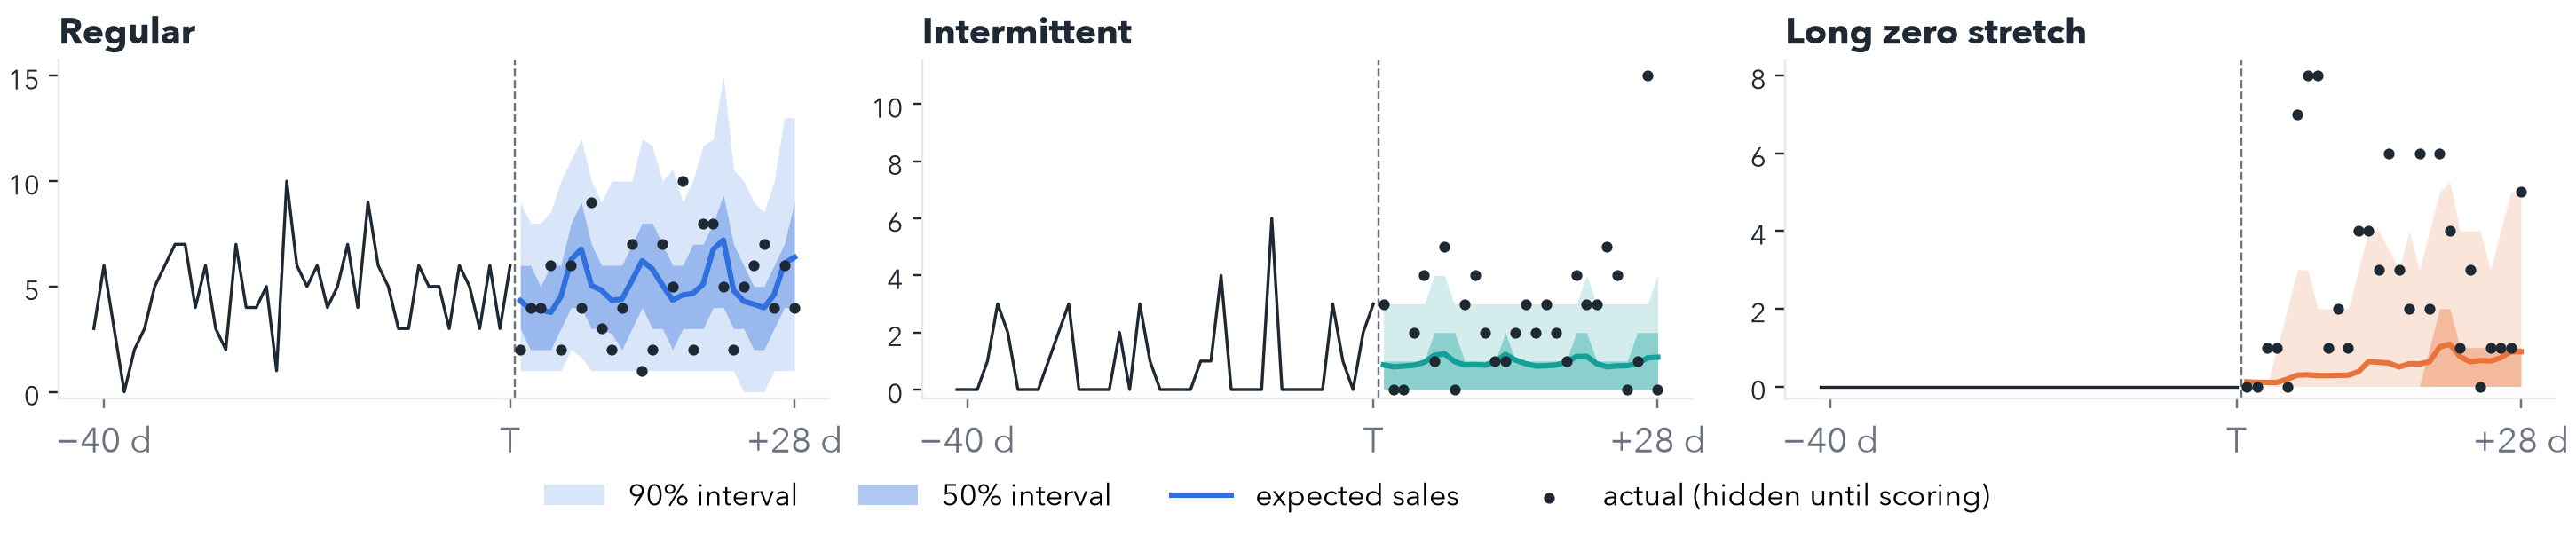 Regular
Intermittent
Long zero stretch
15
10
5
0
−40 d
T
+28 d
10
8
6
4
2
0
−40 d
T
+28 d
8
6
4
2
0
−40 d
T
+28 d
90% interval
50% interval
expected sales
actual (hidden until scoring)